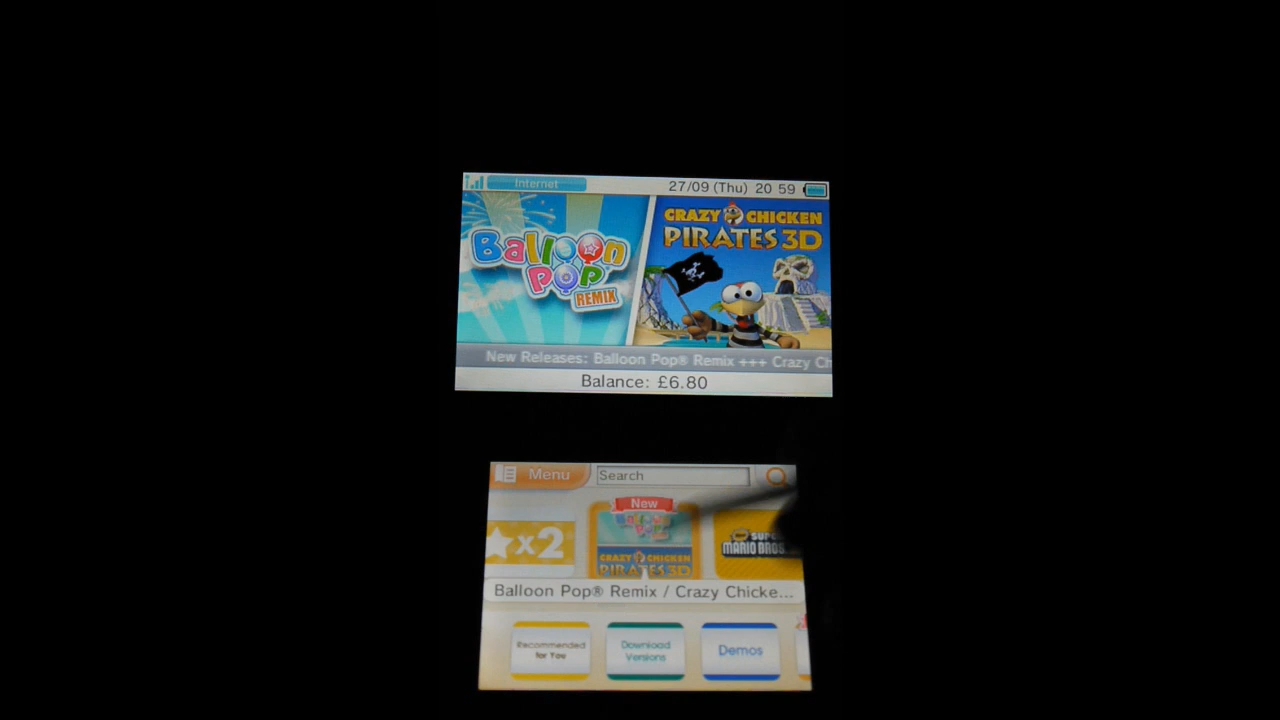 Internet
27/09 (Thu) 20 59
Balloon
POP
REMIX
CRAZY CHICKEN
PIRATES 3D
New Releases: Balloon Pop® Remix +++ Crazy Ch
Balance: £6.80
Menu
Search
x2
New
Balloon
POP
CRAZY CHICKEN
PIRATES 3D
SUPER
MARIO BROS.
Balloon Pop® Remix / Crazy Chicke...
Recommended
for You
Download
Versions
Demos